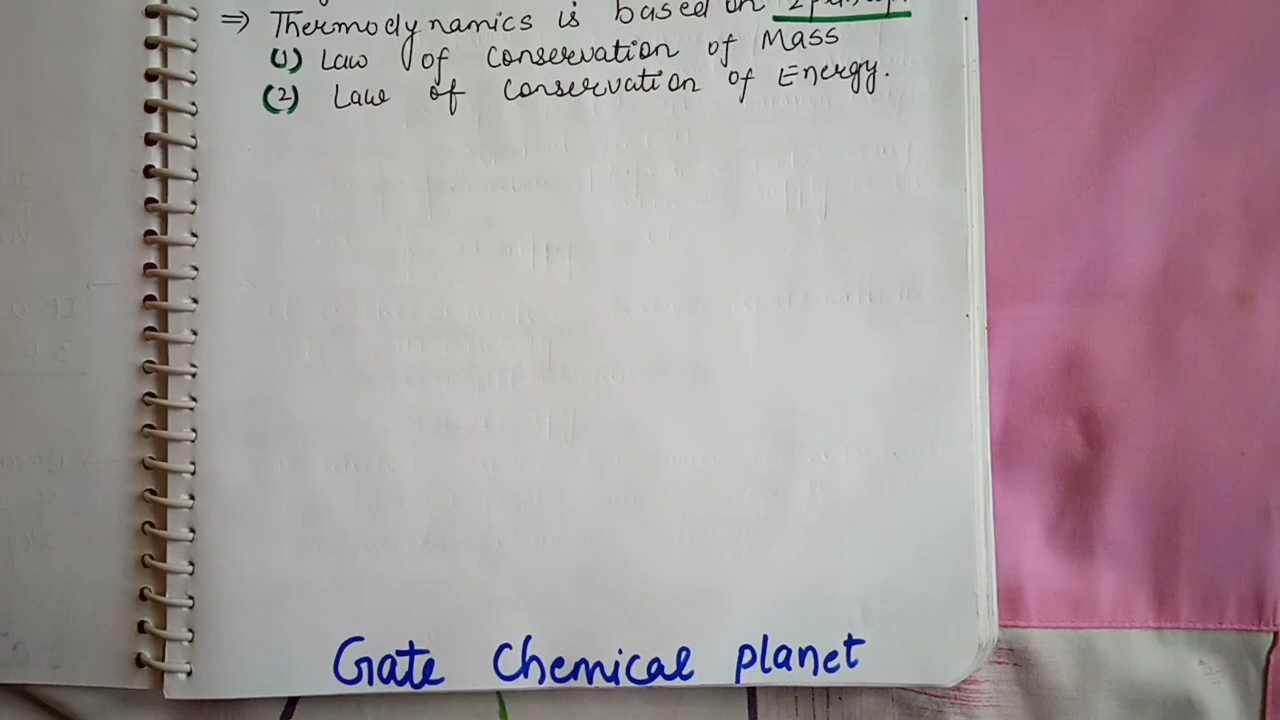 ⇒ Thermodynamics is based on
(1) Law of conservation of Mass
(2) Law of conservation of Energy.
Gate Chemical planet